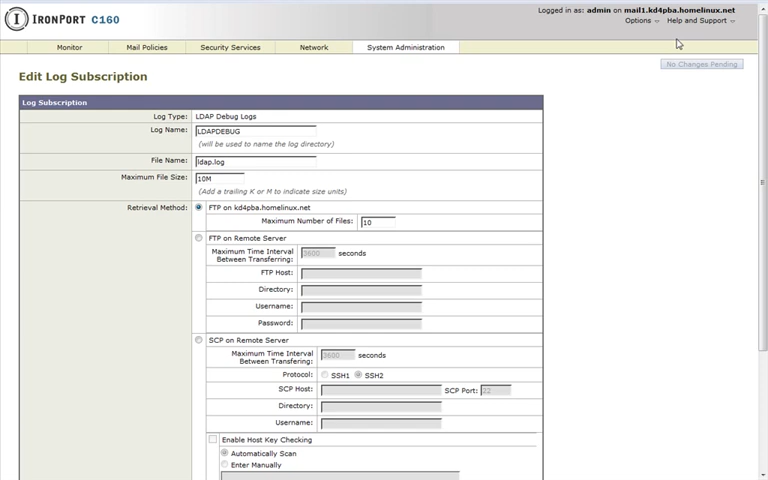 IRONPORT C160
Logged in as: admin on mail1.kd4pba.homelinux.net
Options Help and Support
Monitor Mail Policies Security Services Network System Administration
No Changes Pending
Edit Log Subscription
Log Subscription
Log Type: LDAP Debug Logs
Log Name: LDAPDEBUG
(will be used to name the log directory)
File Name: ldap.log
Maximum File Size: 10M
(Add a trailing K or M to indicate size units)
Retrieval Method: FTP on kd4pba.homelinux.net
Maximum Number of Files: 10
FTP on Remote Server
Maximum Time Interval
Between Transferring: 3600 seconds
FTP Host:
Directory:
Username:
Password:
SCP on Remote Server
Maximum Time Interval
Between Transfering: 3600 seconds
Protocol: SSH1 SSH2
SCP Host: SCP Port: 22
Directory:
Username:
Enable Host Key Checking
Automatically Scan
Enter Manually